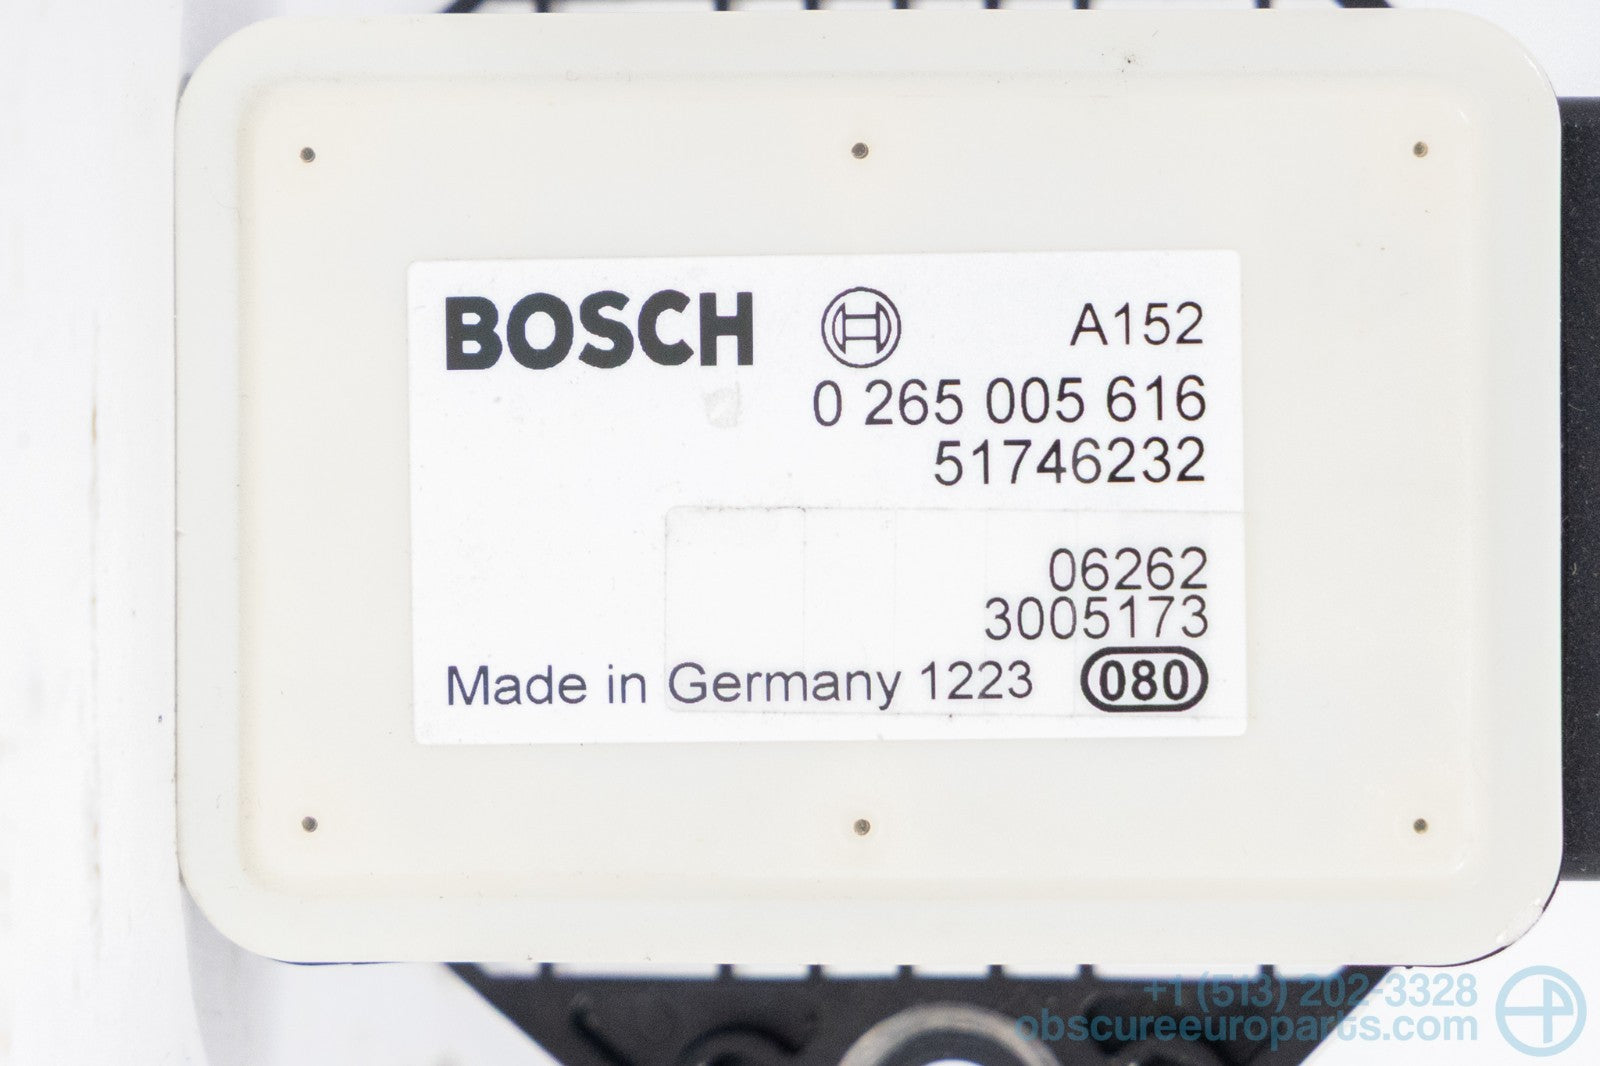 BOSCH A152
0 265 005 616
51746232
06262
3005173
Made in Germany 1223 080
+1 (513) 202-3328
obscureeuroparts.com